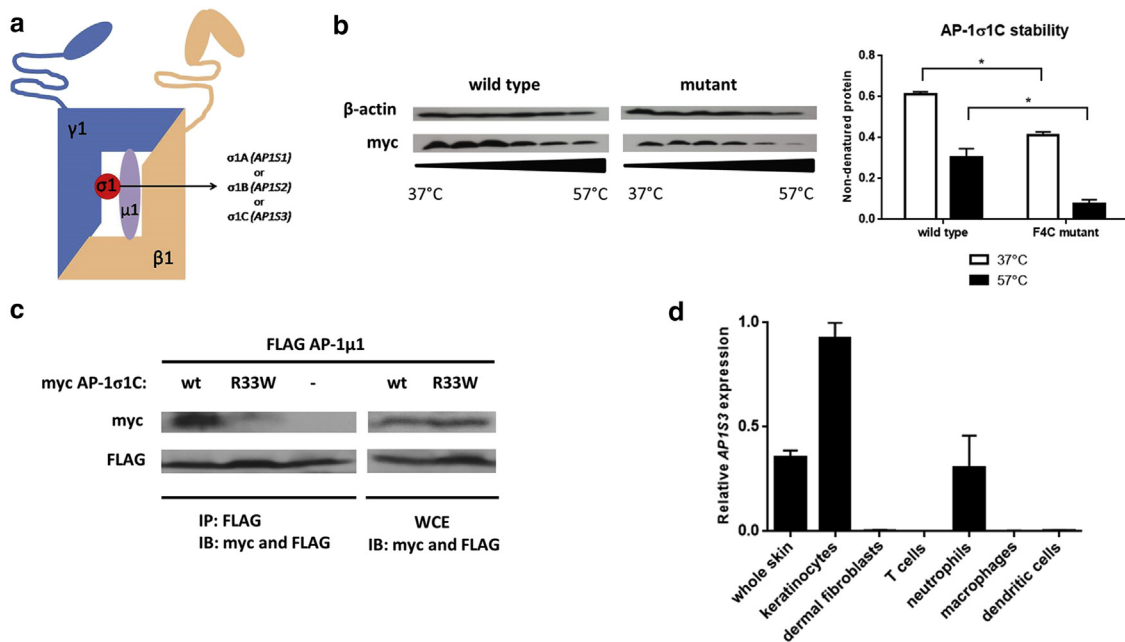 a
γ1
σ1
μ1
β1
σ1A (AP1S1)
or
σ1B (AP1S2)
or
σ1C (AP1S3)
b
wild type mutant
β-actin
myc
37°C 57°C 37°C 57°C
AP-1σ1C stability
*
*
Non-denatured protein
0.8
0.6
0.4
0.2
0.0
wild type F4C mutant
37°C
57°C
c
FLAG AP-1μ1
myc AP-1σ1C: wt R33W - wt R33W
myc
FLAG
IP: FLAG
IB: myc and FLAG
WCE
IB: myc and FLAG
d
Relative AP1S3 expression
1.0
0.5
0.0
whole skin
keratinocytes
dermal fibroblasts
T cells
neutrophils
macrophages
dendritic cells